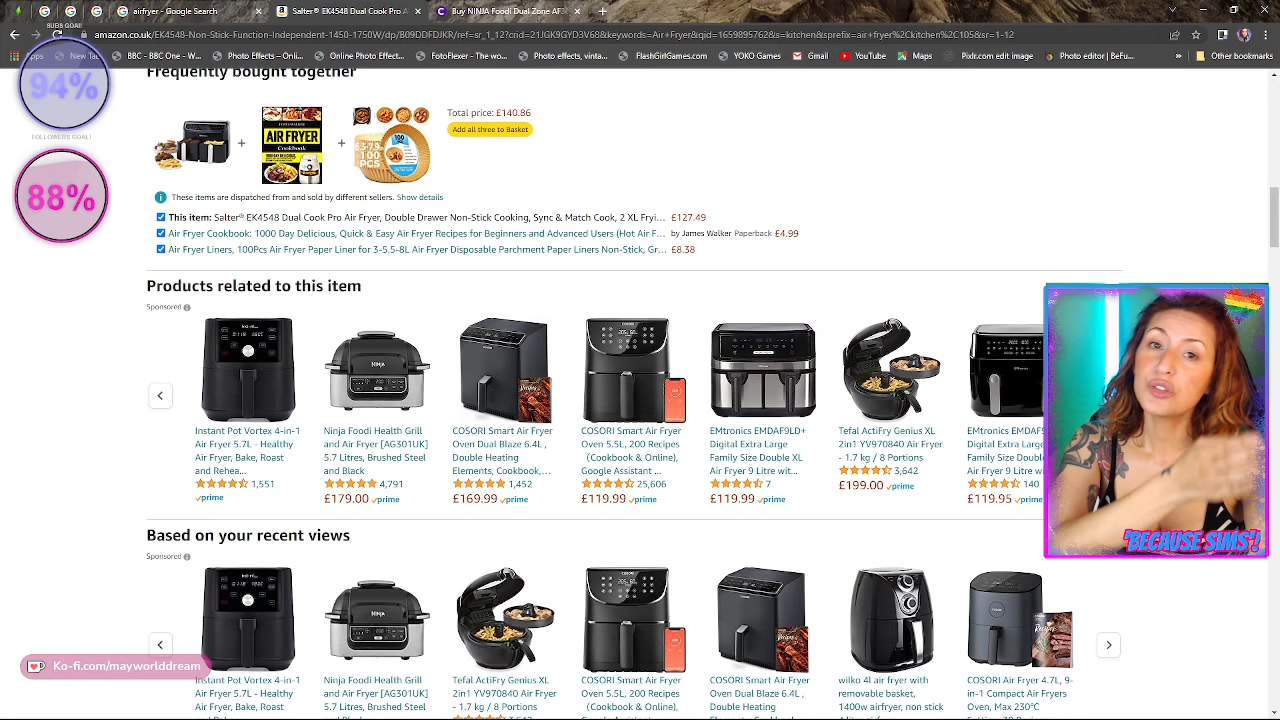 airfryer - Google Search
Salter® EK4548 Dual Cool Pro A
Buy NINJA Foodi Dual Zone AF3
SUBS
amazon.co.uk/EK4548-Non-Stick-Function-Independent-1450-1750W/dp/B09DDFDJKR/ref=sr_1_12?crid=21JGK9GYD3V68&keywords=Air+Fryer&qid=
Apps
New Tab
BBC - BBC One -
Photo Effects - Onli...
Online Photo Effect...
FotoFlexer - The wo...
photo effects, vinta...
FlashGirlGames.com
YOKO Games
Gmail
YouTube
Maps
Pixlr.com image edit
Photo editor | Befu...
Other bookmarks
94%
FOLLOWERS GOAL!
88%
Frequently bought together
+
+
AIR FRYER
Cookbook
100 PCS
Total price: £140.86
Add all three to Basket
These items are dispatched from and sold by different sellers. Show details
This item: Salter® EK4548 Dual Cook Pro Air Fryer, Double Drawer Non-Stick Cooking, Sync & Match Cook, 2 XL Fryi... £127.49
Air Fryer Cookbook: 1000 Day Delicious, Quick & Easy Air Fryer Recipes for Beginners and Advanced Users (Hot Air F... by James Walker Paperback £4.99
Air Fryer Liners, 100Pcs Air Fryer Paper Liner for 3-5.5-8L Air Fryer Disposable Parchment Paper Liners Non-Stick, Gr... £8.38
Products related to this item
Sponsored
Instant Pot Vortex 4-in-1
Air Fryer 5.7L - Healthy
Air Fryer, Bake, Roast
and Rehea...
1,551
prime
Ninja Foodi Health Grill
and Air Fryer [AG301UK]
5.7 Litres, Brushed Steel
and Black
4,791
£179.00 prime
COSORI Smart Air Fryer
Oven Dual Blaze 6.4L ,
Double Heating
Elements, Cookbook,...
1,452
£169.99 prime
COSORI Smart Air Fryer
Oven 5.5L, 200 Recipes
(Cookbook & Online),
Google Assistant ...
25,606
£119.99 prime
EMtronics EMDAF9LD+
Digital Extra Large
Family Size Double XL
Air Fryer 9 Litre wit...
7
£119.99 prime
Tefal ActiFry Genius XL
2in1 YV970840 Air Fryer
- 1.7 kg / 8 Portions
3,642
£199.00 prime
EMtronics EMDAF9
Digital Extra Large
Family Size Double
Air Fryer 9 Litre wi
140
£119.95 prime
'BECAUSE SIMS'!
Based on your recent views
Sponsored
Instant Pot Vortex 4-in-1
Air Fryer 5.7L - Healthy
Air Fryer, Bake, Roast
Ninja Foodi Health Grill
and Air Fryer [AG301UK]
5.7 Litres, Brushed Steel
Tefal ActiFry Genius XL
2in1 YV970840 Air Fryer
- 1.7 kg / 8 Portions
COSORI Smart Air Fryer
Oven 5.5L, 200 Recipes
(Cookbook & Online),
COSORI Smart Air Fryer
Oven Dual Blaze 6.4L ,
Double Heating
wilko 4l air fryer with
removable basket,
1400w airfryer, non stick
COSORI Air Fryer 4.7L, 9-
in-1 Compact Air Fryers
Oven, Max 230℃
Ko-fi.com/mayworlddream